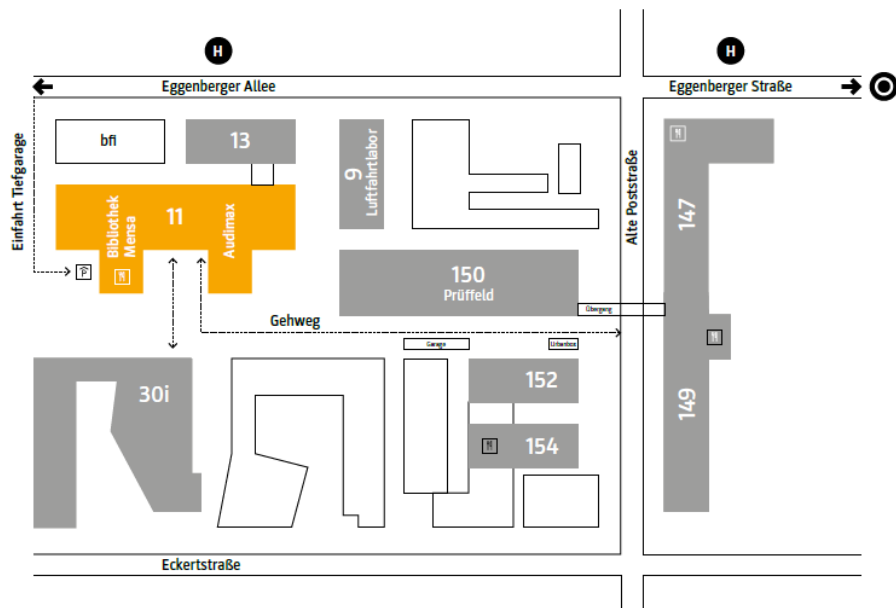 H
H
Eggenberger Allee
Eggenberger Straße
Einfahrt Tiefgarage
bfi
13
9
Luftfahrtlabor
Alte Poststraße
147
11
Bibliothek
Mensa
Audimax
P
150
Prüffeld
Übergang
Gehweg
Garage
Urbanbox
30i
152
154
149
Eckertstraße